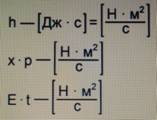 h — [Дж · с] = [Н · м² / с]
x · p — [Н · м² / с]
E · t — [Н · м² / с]